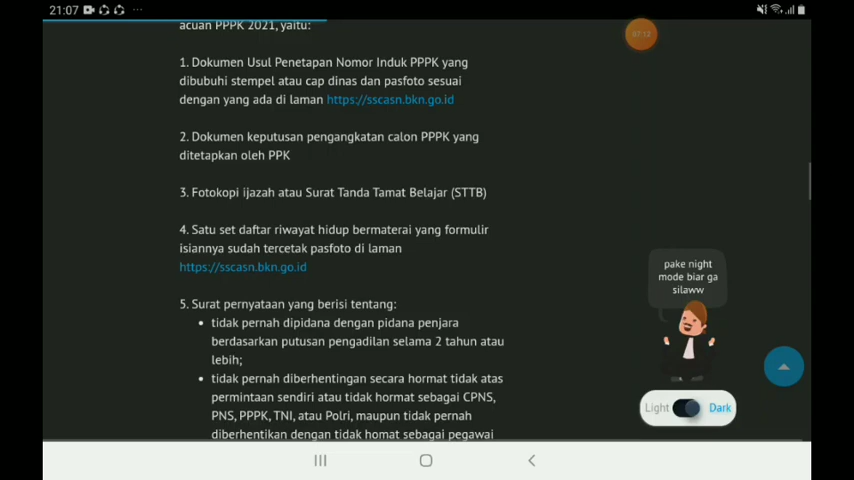 21:07
07:12
acuan PPPK 2021, yaitu:
1. Dokumen Usul Penetapan Nomor Induk PPPK yang
dibubuhi stempel atau cap dinas dan pasfoto sesuai
dengan yang ada di laman https://sscasn.bkn.go.id
2. Dokumen keputusan pengangkatan calon PPPK yang
ditetapkan oleh PPK
3. Fotokopi ijazah atau Surat Tanda Tamat Belajar (STTB)
4. Satu set daftar riwayat hidup bermaterai yang formulir
isiannya sudah tercetak pasfoto di laman
https://sscasn.bkn.go.id
5. Surat pernyataan yang berisi tentang:
• tidak pernah dipidana dengan pidana penjara
berdasarkan putusan pengadilan selama 2 tahun atau
lebih;
• tidak pernah diberhentingan secara hormat tidak atas
permintaan sendiri atau tidak hormat sebagai CPNS,
PNS, PPPK, TNI, atau Polri, maupun tidak pernah
diberhentikan dengan tidak homat sebagai pegawai
pake night
mode biar ga
silaww
Light Dark